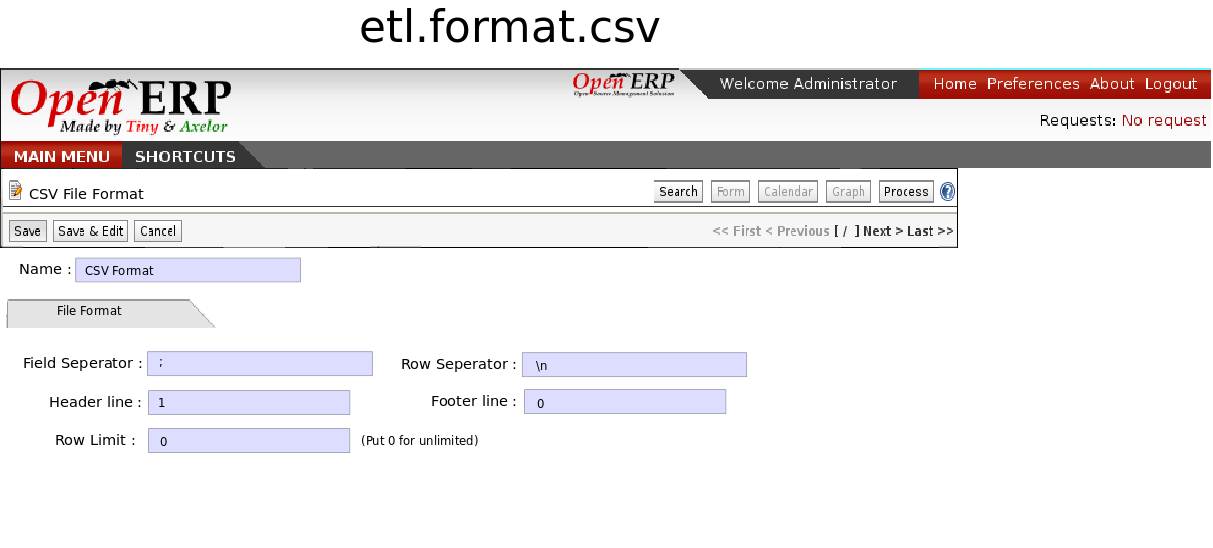 etl.format.csv
Open ERP
Made by Tiny & Axelor
Open ERP
Open Source Management Solution
Welcome Administrator
Home Preferences About Logout
Requests: No request
MAIN MENU SHORTCUTS
CSV File Format
Search Form Calendar Graph Process ?
Save Save & Edit Cancel
<< First < Previous [ / ] Next > Last >>
Name : CSV Format
File Format
Field Seperator : ; Row Seperator : \n
Header line : 1 Footer line : 0
Row Limit : 0 (Put 0 for unlimited)